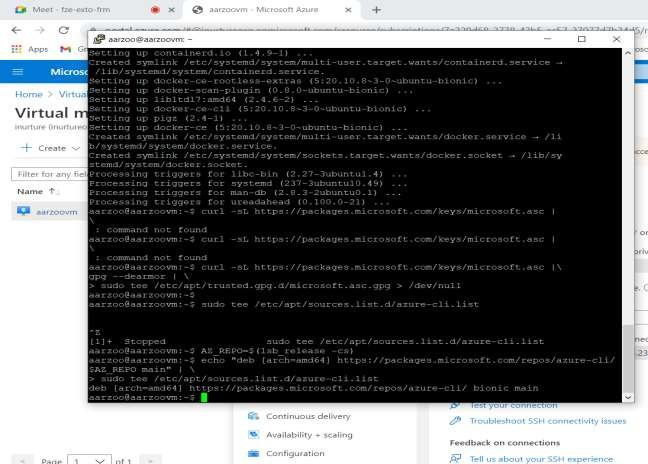 Meet - fze-exto-frm
aarzoovm - Microsoft Azure
aarzoo@aarzoovm: ~
Apps
Microso
Home > Virtua
Virtual m
inurture (inurtureco
Create
Filter for any fiel
Name
aarzoovm
Setting up containerd.io (1.4.9-1) ...
Created symlink /etc/systemd/system/multi-user.target.wants/containerd.service →
/lib/systemd/system/containerd.service.
Setting up docker-ce-rootless-extras (5:20.10.8~3-0~ubuntu-bionic) ...
Setting up docker-scan-plugin (0.8.0~ubuntu-bionic) ...
Setting up libltdl7:amd64 (2.4.6-2) ...
Setting up docker-ce-cli (5:20.10.8~3-0~ubuntu-bionic) ...
Setting up pigz (2.4-1) ...
Setting up docker-ce (5:20.10.8~3-0~ubuntu-bionic) ...
Created symlink /etc/systemd/system/multi-user.target.wants/docker.service → /li
b/systemd/system/docker.service.
Created symlink /etc/systemd/system/sockets.target.wants/docker.socket → /lib/sy
stemd/system/docker.socket.
Processing triggers for libc-bin (2.27-3ubuntu1.4) ...
Processing triggers for systemd (237-3ubuntu10.49) ...
Processing triggers for man-db (2.8.3-2ubuntu0.1) ...
Processing triggers for ureadahead (0.100.0-21) ...
aarzoo@aarzoovm:~$ curl -sL https://packages.microsoft.com/keys/microsoft.asc |
\
 : command not found
aarzoo@aarzoovm:~$ curl -sL https://packages.microsoft.com/keys/microsoft.asc |
\
 : command not found
aarzoo@aarzoovm:~$ curl -sL https://packages.microsoft.com/keys/microsoft.asc |\
gpg --dearmor | \
> sudo tee /etc/apt/trusted.gpg.d/microsoft.asc.gpg > /dev/null
aarzoo@aarzoovm:~$
aarzoo@aarzoovm:~$ sudo tee /etc/apt/sources.list.d/azure-cli.list
^Z
[1]+ Stopped sudo tee /etc/apt/sources.list.d/azure-cli.list
aarzoo@aarzoovm:~$ AZ_REPO=$(lsb_release -cs)
aarzoo@aarzoovm:~$ echo "deb [arch=amd64] https://packages.microsoft.com/repos/azure-cli/
$AZ_REPO main" | \
> sudo tee /etc/apt/sources.list.d/azure-cli.list
deb [arch=amd64] https://packages.microsoft.com/repos/azure-cli/ bionic main
aarzoo@aarzoovm:~$
Continuous delivery
Availability + scaling
Configuration
Test your connection
Troubleshoot SSH connectivity issues
Feedback on connections
Tell us about your SSH experience
< Page 1 of 1 >